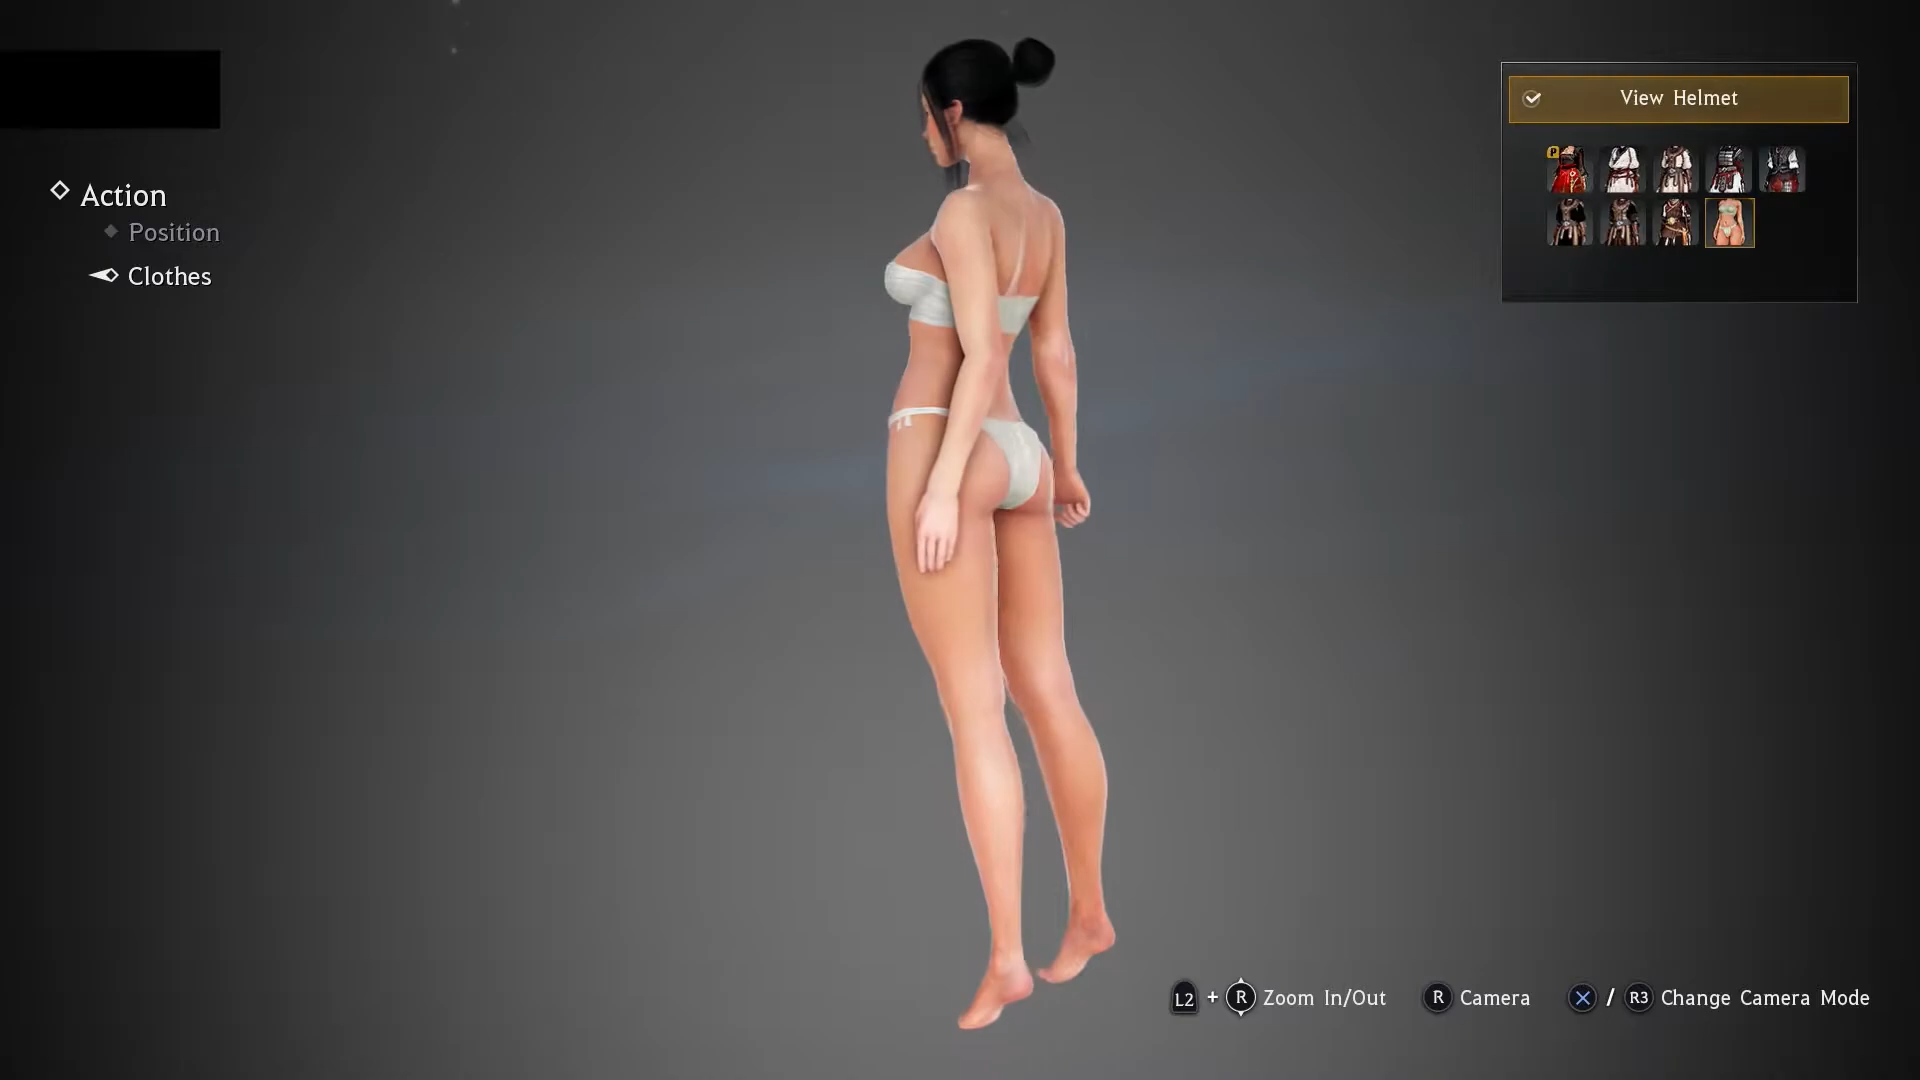 Action
Position
Clothes
View Helmet
P
L2 + R Zoom In/Out R Camera / R3 Change Camera Mode